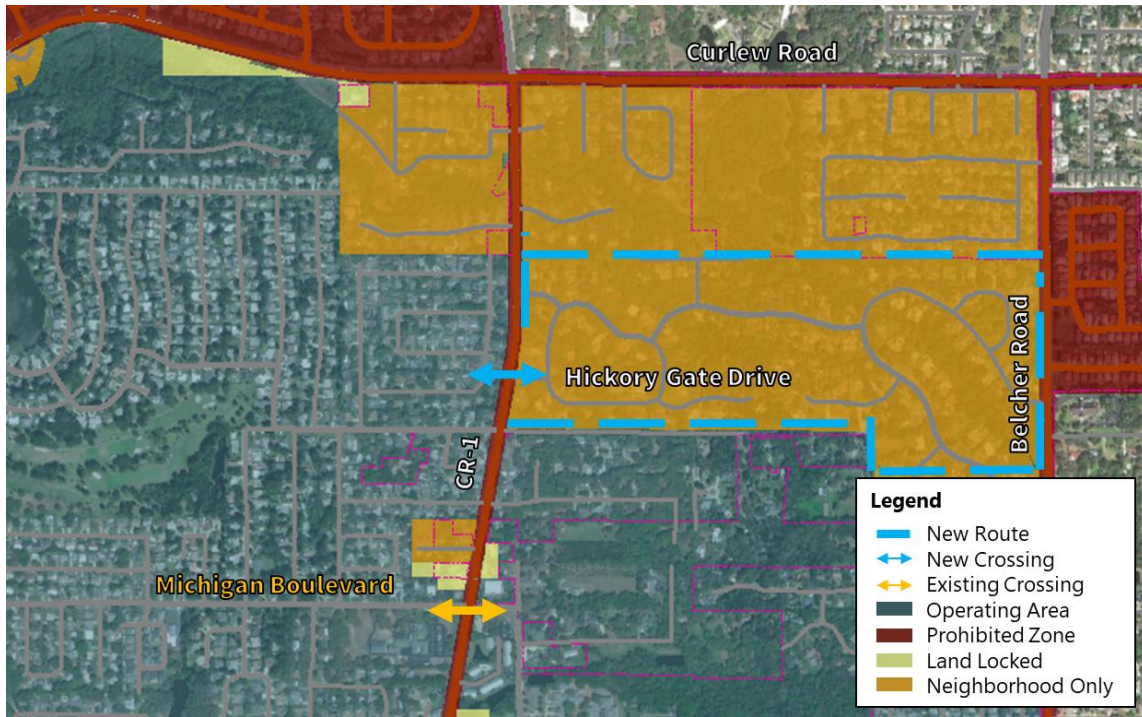 Curlew Road
Hickory Gate Drive
Belcher Road
CR-1
Michigan Boulevard
Legend
New Route
New Crossing
Existing Crossing
Operating Area
Prohibited Zone
Land Locked
Neighborhood Only